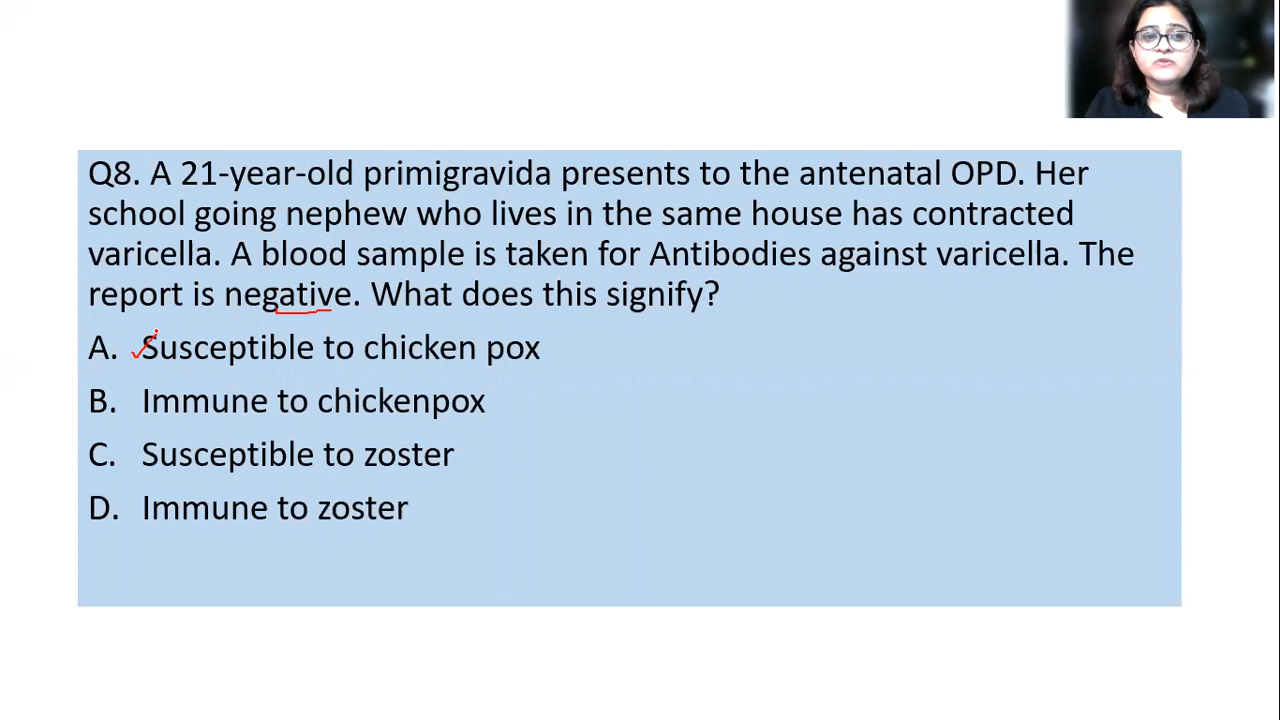 Q8. A 21-year-old primigravida presents to the antenatal OPD. Her
school going nephew who lives in the same house has contracted
varicella. A blood sample is taken for Antibodies against varicella. The
report is negative. What does this signify?
A. Susceptible to chicken pox
B. Immune to chickenpox
C. Susceptible to zoster
D. Immune to zoster